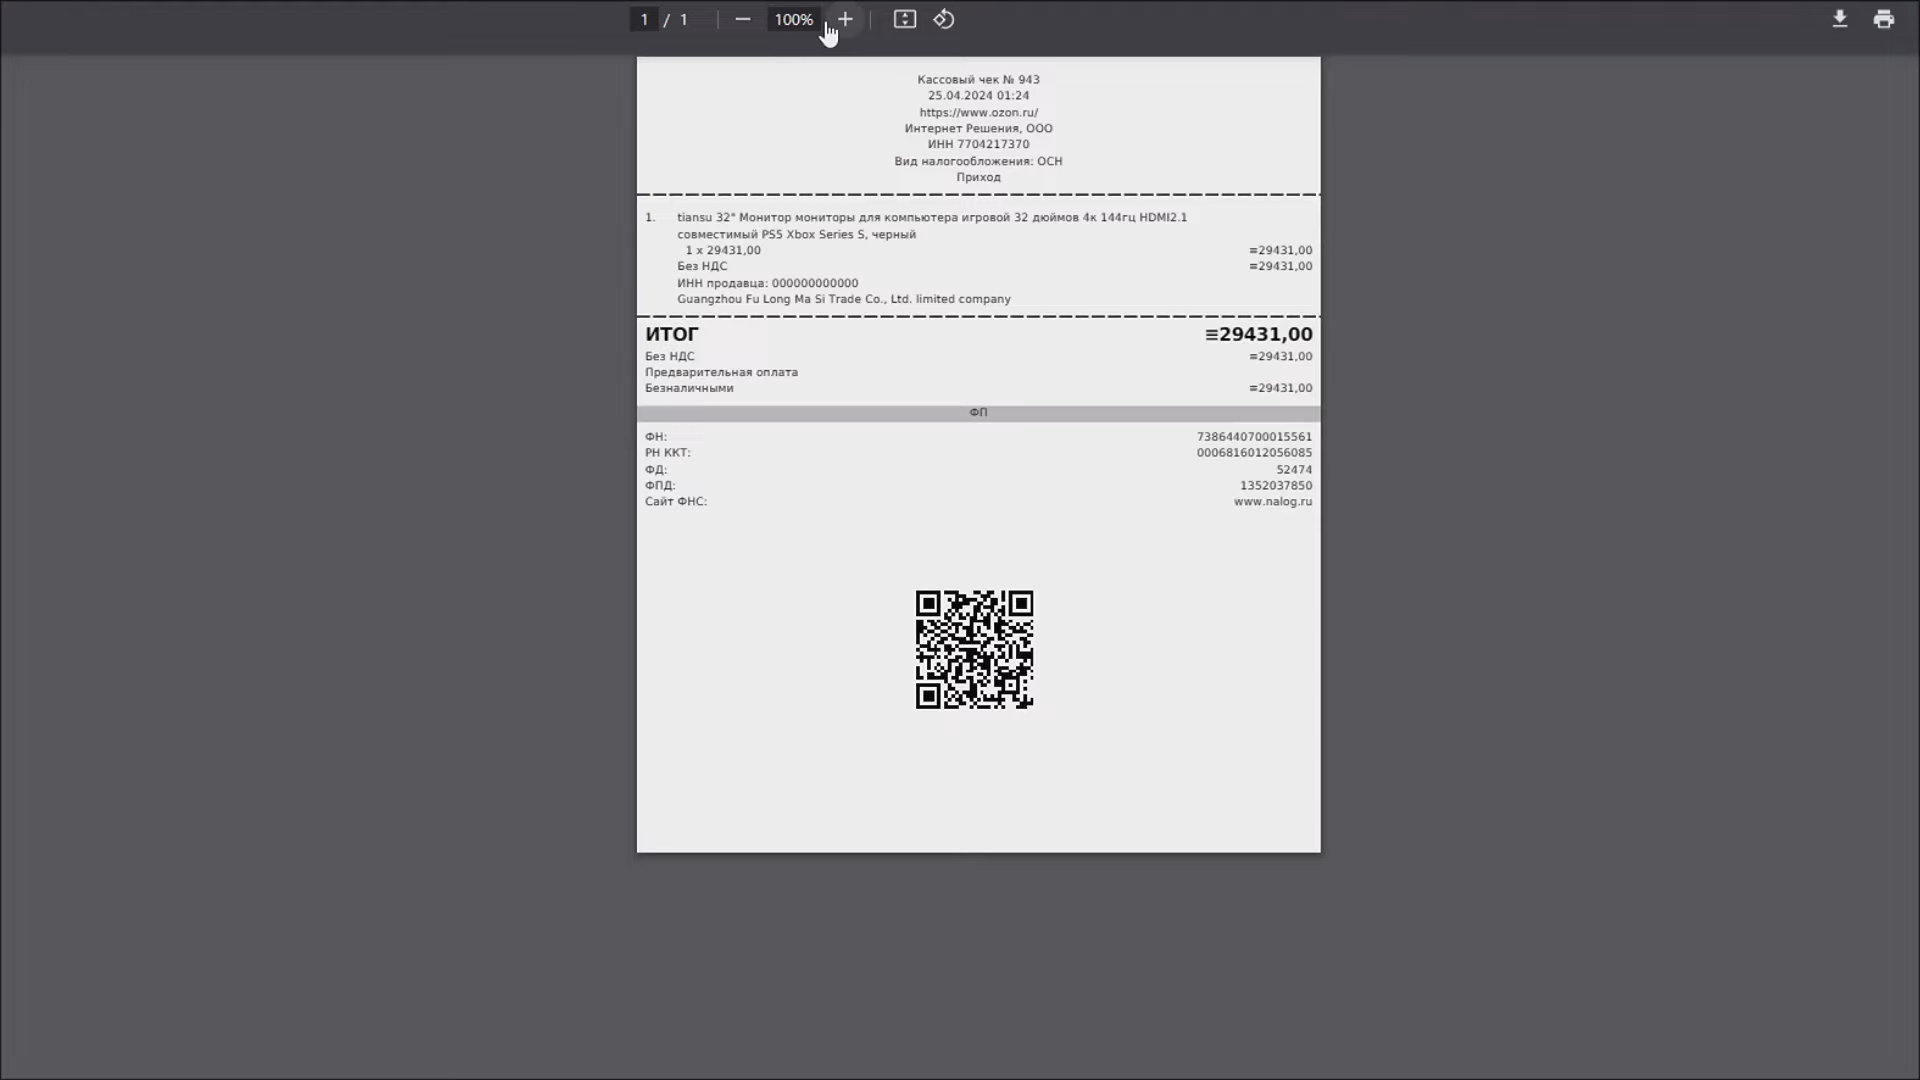 1 / 1
100%
Кассовый чек № 943
25.04.2024 01:24
https://www.ozon.ru/
Интернет Решения, ООО
ИНН 7704217370
Вид налогообложения: ОСН
Приход
1. tiansu 32" Монитор мониторы для компьютера игровой 32 дюймов 4к 144гц HDMI2.1
совместимый PS5 Xbox Series S, черный
1 x 29431,00 ≡29431,00
Без НДС ≡29431,00
ИНН продавца: 000000000000
Guangzhou Fu Long Ma Si Trade Co., Ltd. limited company
ИТОГ ≡29431,00
Без НДС ≡29431,00
Предварительная оплата
Безналичными ≡29431,00
ФП
ФН: 7386440700015561
РН ККТ: 0006816012056085
ФД: 52474
ФПД: 1352037850
Сайт ФНС: www.nalog.ru